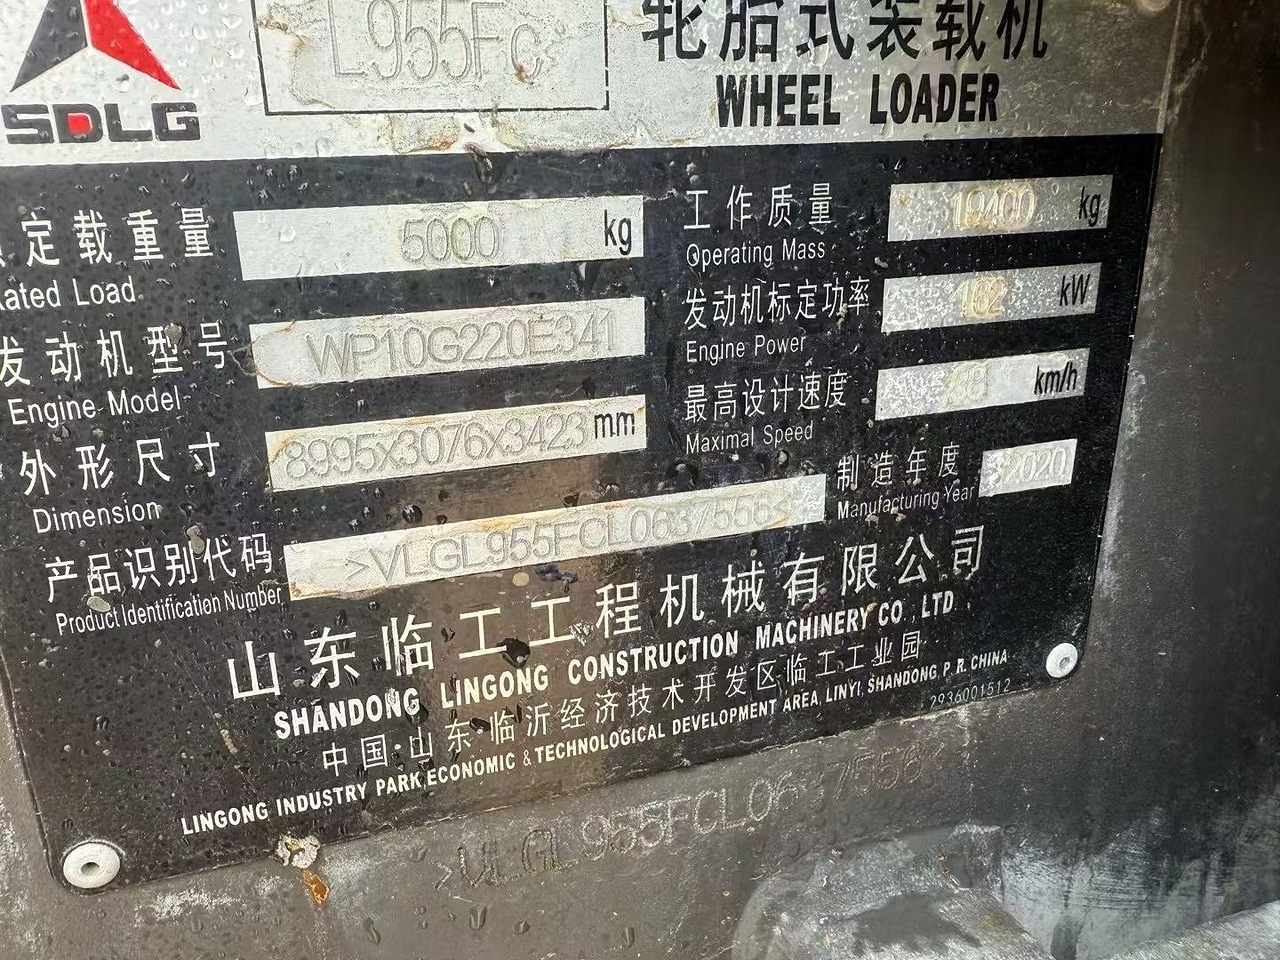 SDLG
L955FC
轮胎式装载机
WHEEL LOADER
定载重量 5000 kg
Rated Load
工作质量 19400 kg
Operating Mass
发动机型号 WP10G220E341
Engine Model
发动机标定功率 162 kW
Engine Power
外形尺寸 8995x3076x3423 mm
Dimension
最高设计速度 38 km/h
Maximal Speed
产品识别代码 >VLGL955FCL0637556<
Product Identification Number
制造年度 2020
Manufacturing Year
山东临工工程机械有限公司
SHANDONG LINGONG CONSTRUCTION MACHINERY CO., LTD
中国·山东·临沂经济技术开发区临工工业园
LINGONG INDUSTRY PARK,ECONOMIC & TECHNOLOGICAL DEVELOPMENT AREA, LINYI, SHANDONG, P. R. CHINA
2936001512
>VLGL955FCL0637556<